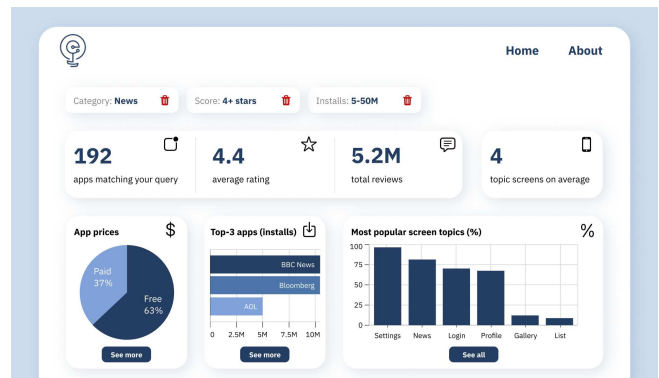 Home About
Category: News
Score: 4+ stars
Installs: 5-50M
192
apps matching your query
4.4
average rating
5.2M
total reviews
4
topic screens on average
App prices $
Paid
37%
Free
63%
See more
Top-3 apps (installs)
BBC News
Bloomberg
AOL
0 2.5M 5M 7.5M 10M
See more
Most popular screen topics (%) %
100
75
50
25
0
Settings News Login Profile Gallery List
See all